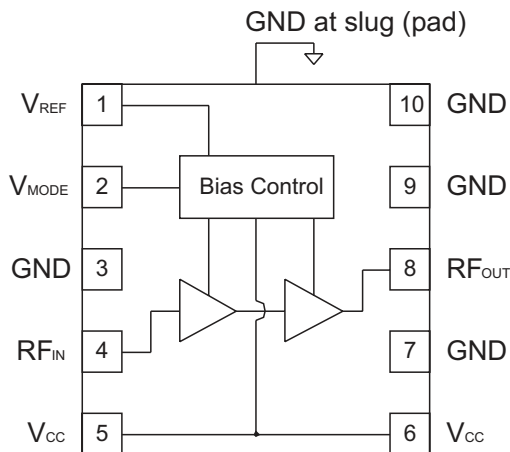 GND at slug (pad)
VREF 1 10 GND
VMODE 2 Bias Control 9 GND
GND 3 8 RFOUT
RFIN 4 7 GND
VCC 5 6 VCC